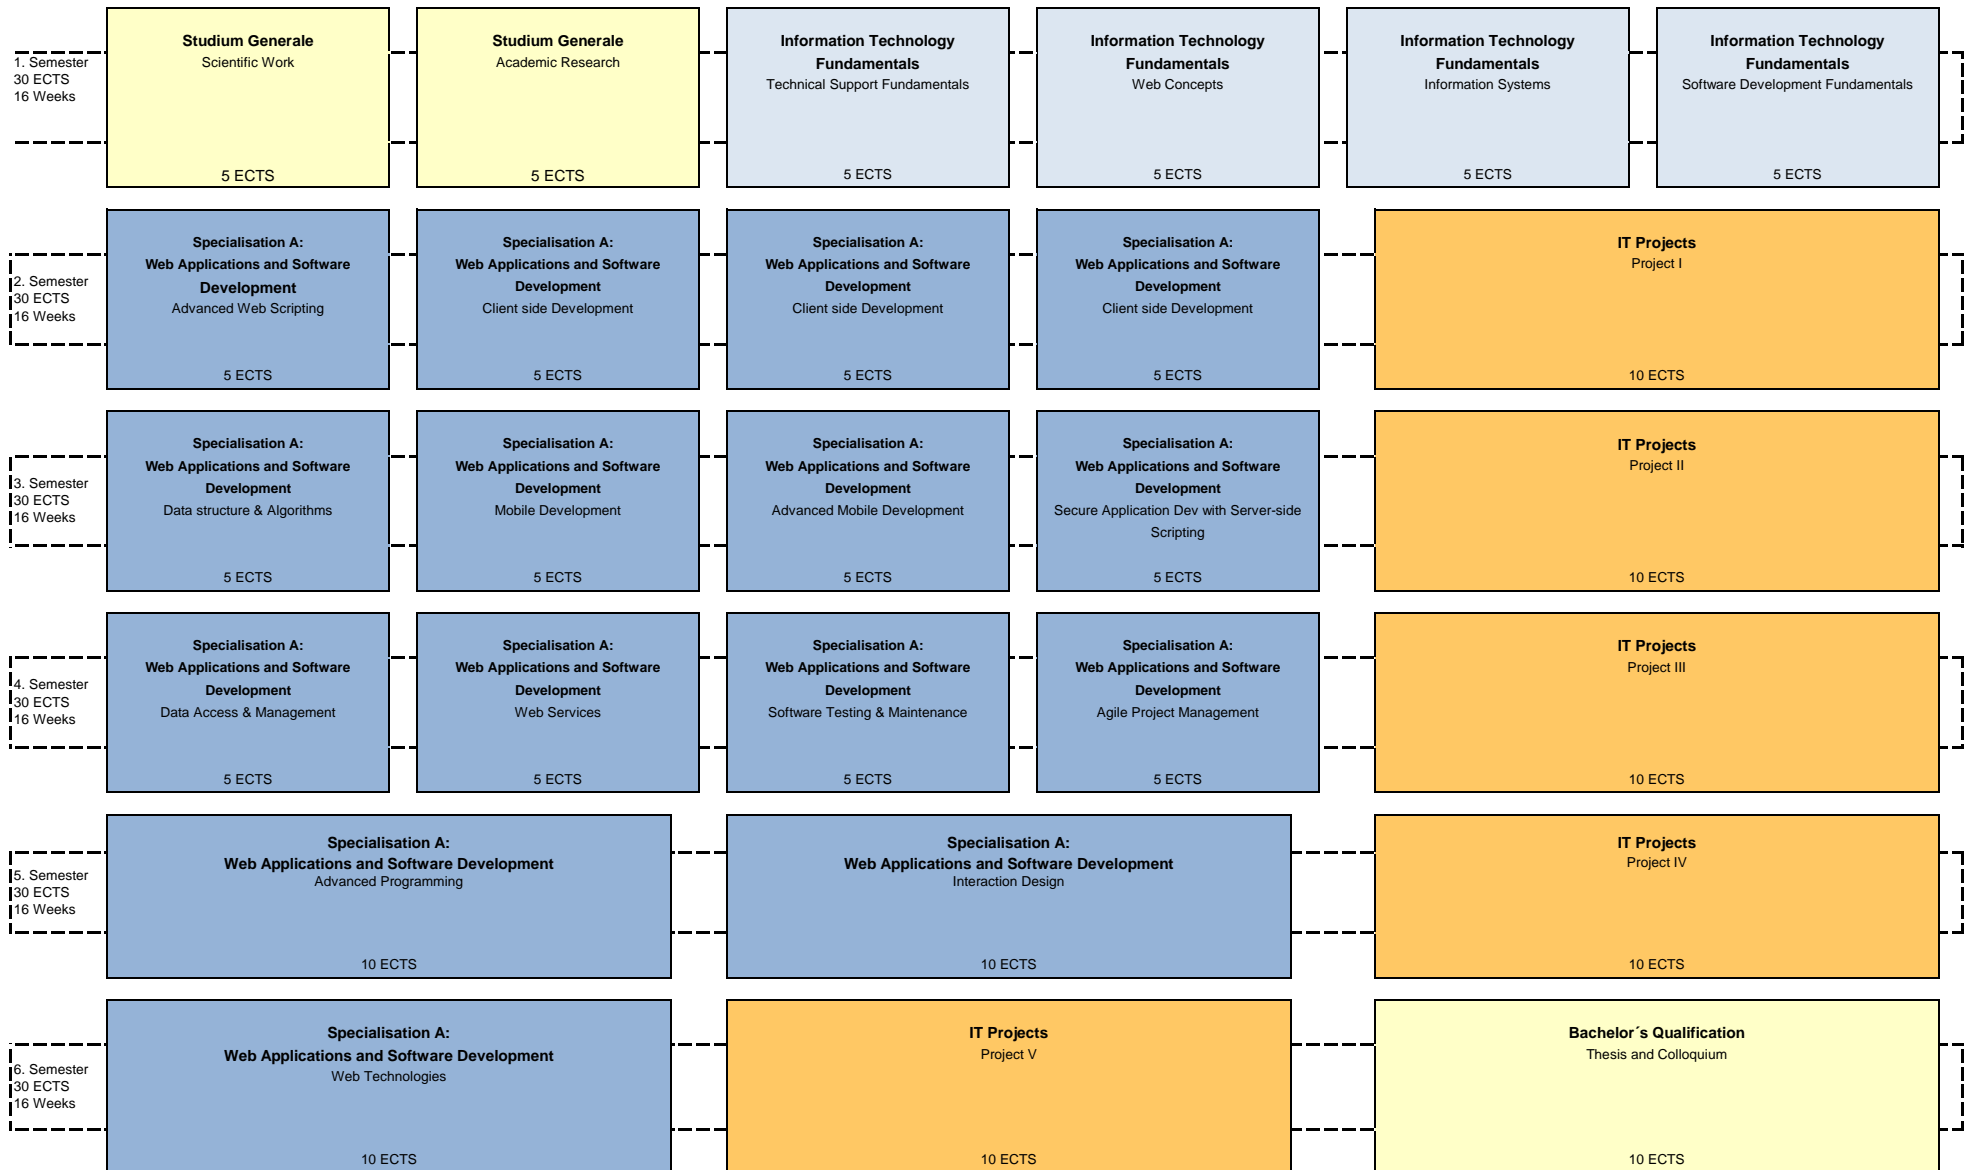 1. Semester
30 ECTS
16 Weeks
Studium Generale
Scientific Work
5 ECTS
Studium Generale
Academic Research
5 ECTS
Information Technology
Fundamentals
Technical Support Fundamentals
5 ECTS
Information Technology
Fundamentals
Web Concepts
5 ECTS
Information Technology
Fundamentals
Information Systems
5 ECTS
Information Technology
Fundamentals
Software Development Fundamentals
5 ECTS
2. Semester
30 ECTS
16 Weeks
Specialisation A:
Web Applications and Software
Development
Advanced Web Scripting
5 ECTS
Specialisation A:
Web Applications and Software
Development
Client side Development
5 ECTS
Specialisation A:
Web Applications and Software
Development
Client side Development
5 ECTS
Specialisation A:
Web Applications and Software
Development
Client side Development
5 ECTS
IT Projects
Project I
10 ECTS
3. Semester
30 ECTS
16 Weeks
Specialisation A:
Web Applications and Software
Development
Data structure & Algorithms
5 ECTS
Specialisation A:
Web Applications and Software
Development
Mobile Development
5 ECTS
Specialisation A:
Web Applications and Software
Development
Advanced Mobile Development
5 ECTS
Specialisation A:
Web Applications and Software
Development
Secure Application Dev with Server-side
Scripting
5 ECTS
IT Projects
Project II
10 ECTS
4. Semester
30 ECTS
16 Weeks
Specialisation A:
Web Applications and Software
Development
Data Access & Management
5 ECTS
Specialisation A:
Web Applications and Software
Development
Web Services
5 ECTS
Specialisation A:
Web Applications and Software
Development
Software Testing & Maintenance
5 ECTS
Specialisation A:
Web Applications and Software
Development
Agile Project Management
5 ECTS
IT Projects
Project III
10 ECTS
5. Semester
30 ECTS
16 Weeks
Specialisation A:
Web Applications and Software Development
Advanced Programming
10 ECTS
Specialisation A:
Web Applications and Software Development
Interaction Design
10 ECTS
IT Projects
Project IV
10 ECTS
6. Semester
30 ECTS
16 Weeks
Specialisation A:
Web Applications and Software Development
Web Technologies
10 ECTS
IT Projects
Project V
10 ECTS
Bachelor´s Qualification
Thesis and Colloquium
10 ECTS